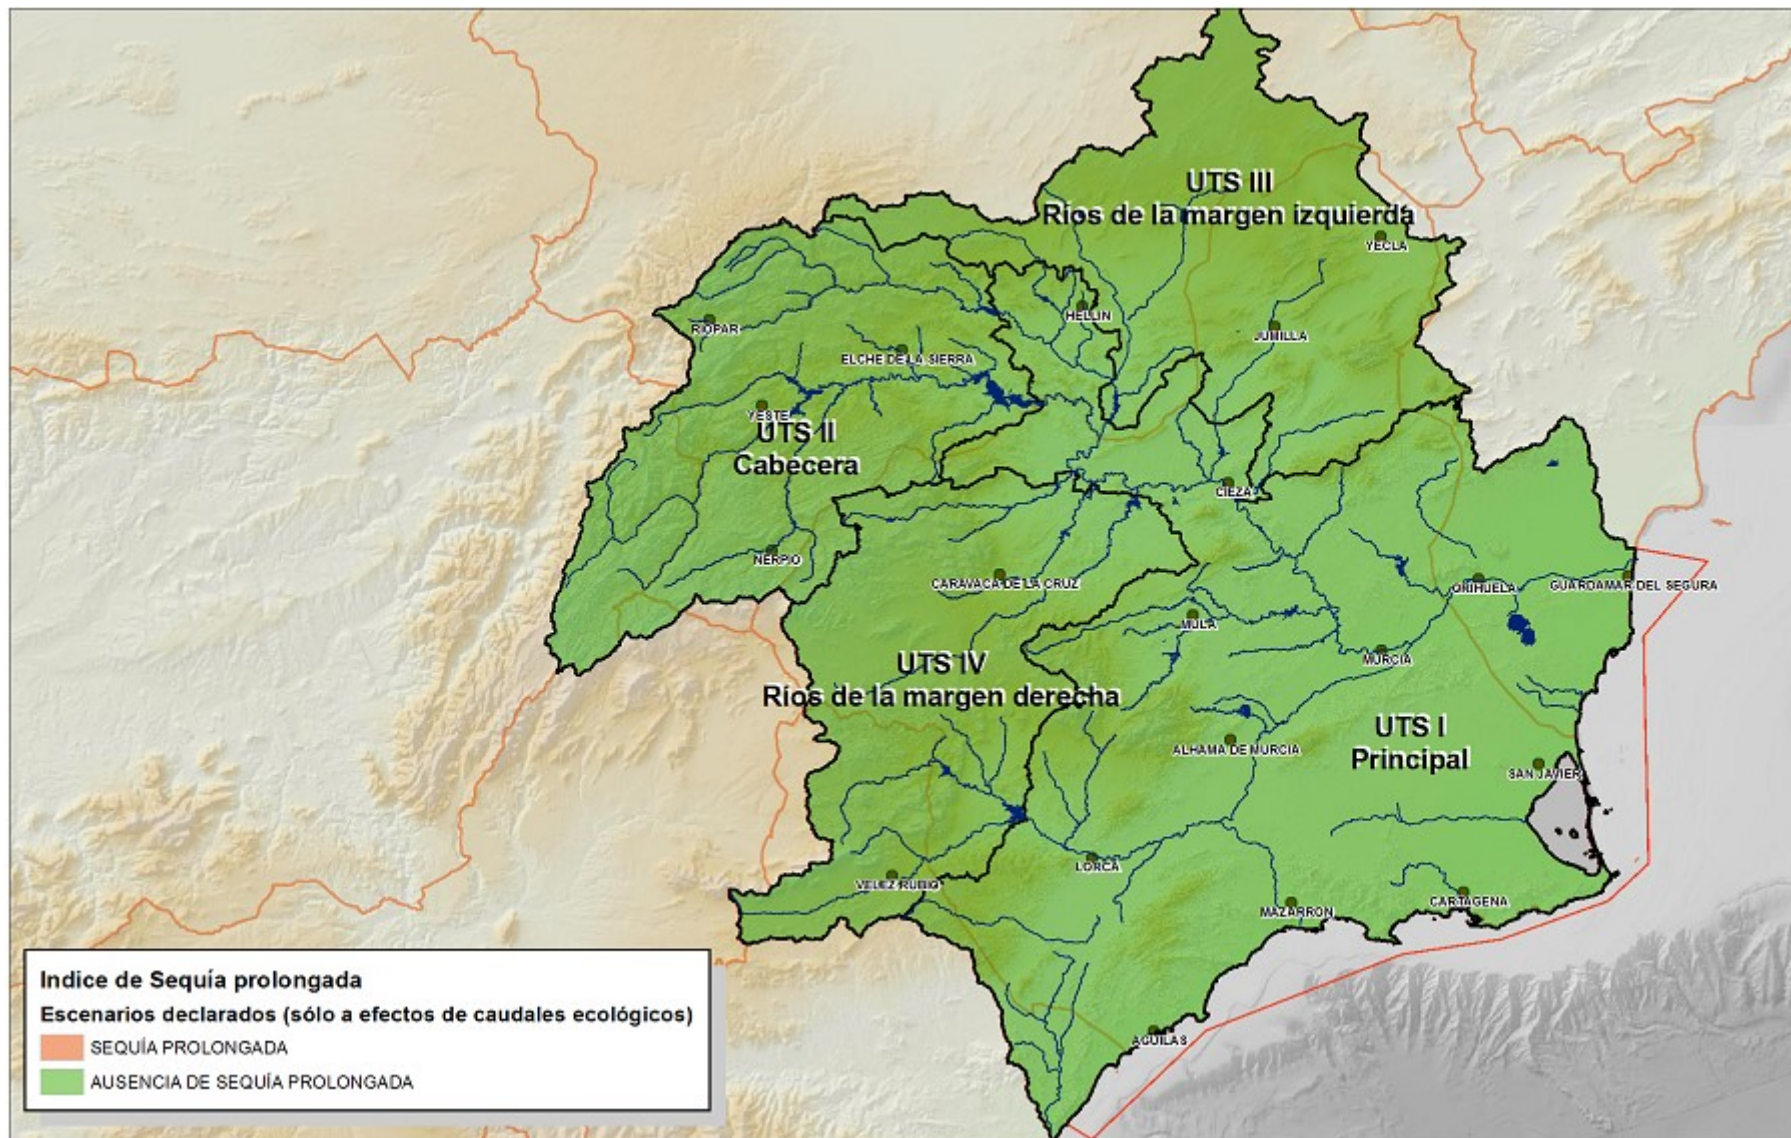 UTS III
Ríos de la margen izquierda
YECLA
HELLIN
RIOPAR
JUMILLA
ELCHE DE LA SIERRA
YESTE
UTS II
Cabecera
CIEZA
NERPIO
CARAVACA DE LA CRUZ
ORIHUELA
GUARDAMAR DEL SEGURA
MULA
MURCIA
UTS IV
Ríos de la margen derecha
UTS I
Principal
ALHAMA DE MURCIA
SAN JAVIER
LORCA
VELEZ RUBIO
CARTAGENA
MAZARRON
AGUILAS
Indice de Sequía prolongada
Escenarios declarados (sólo a efectos de caudales ecológicos)
SEQUÍA PROLONGADA
AUSENCIA DE SEQUÍA PROLONGADA